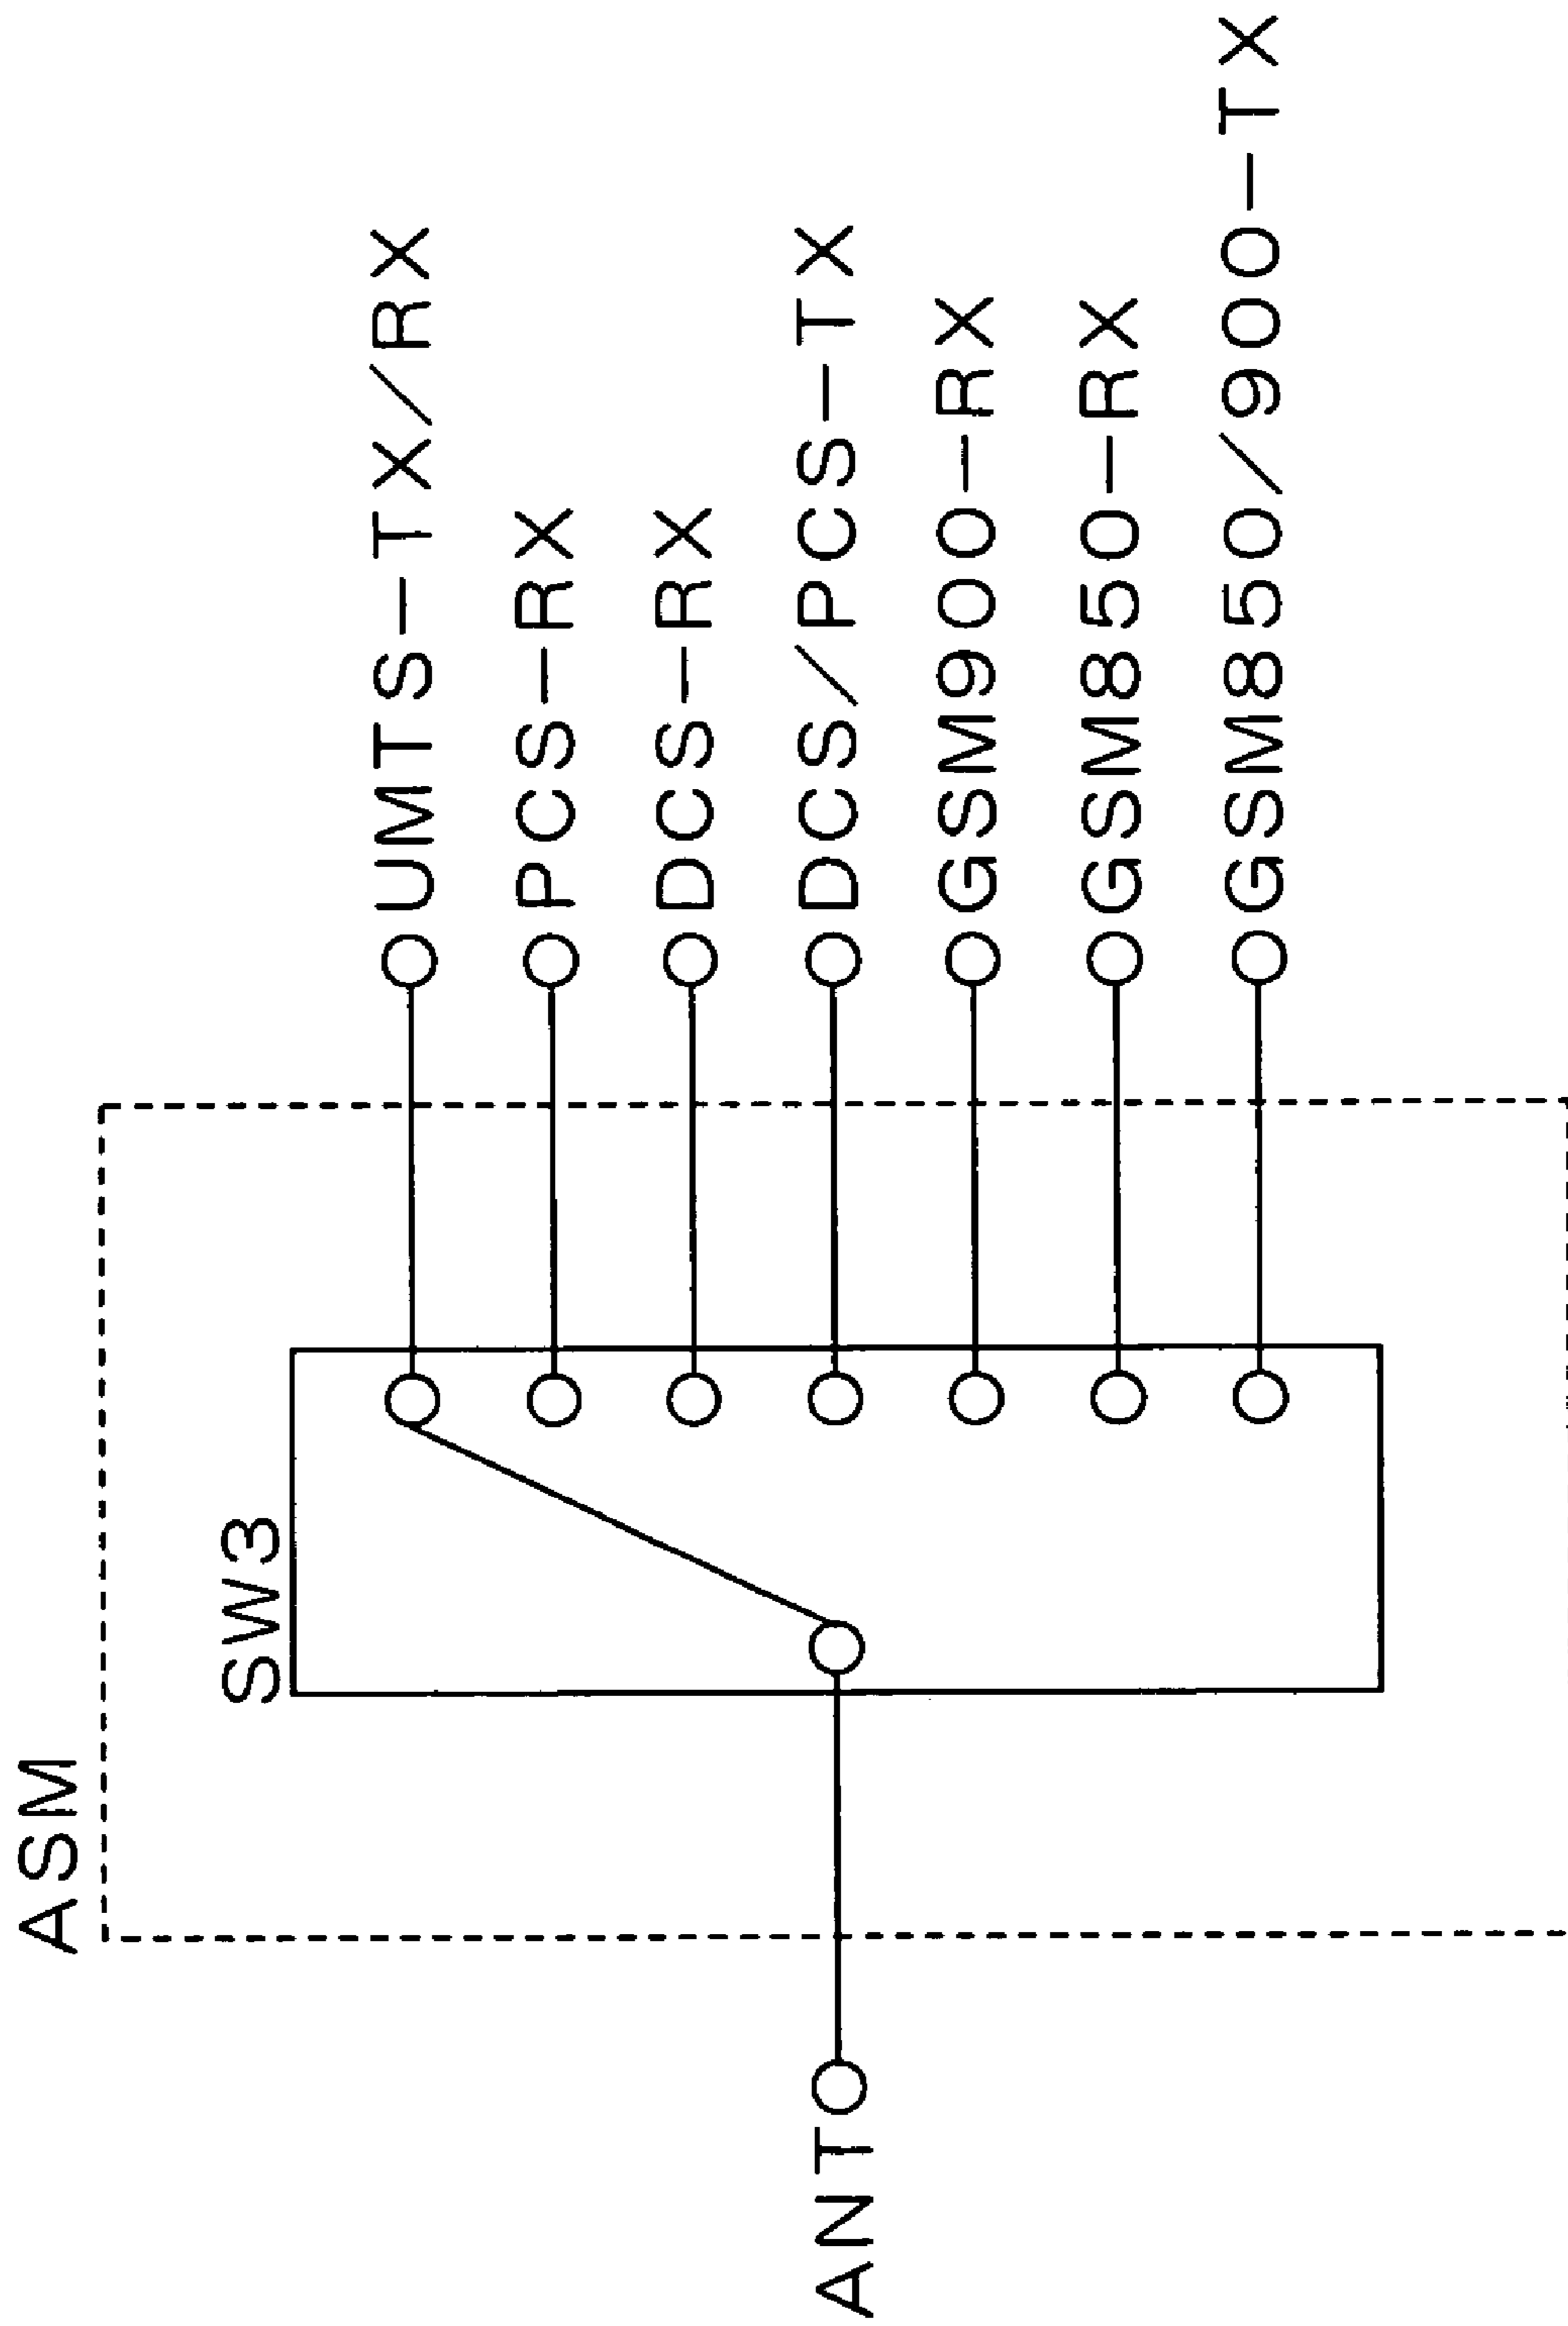 ASM
SW3
ANT
UMTS-TX/RX
PCS-RX
DCS-RX
DCS/PCS-TX
GSM900-RX
GSM850-RX
GSM850/900-TX